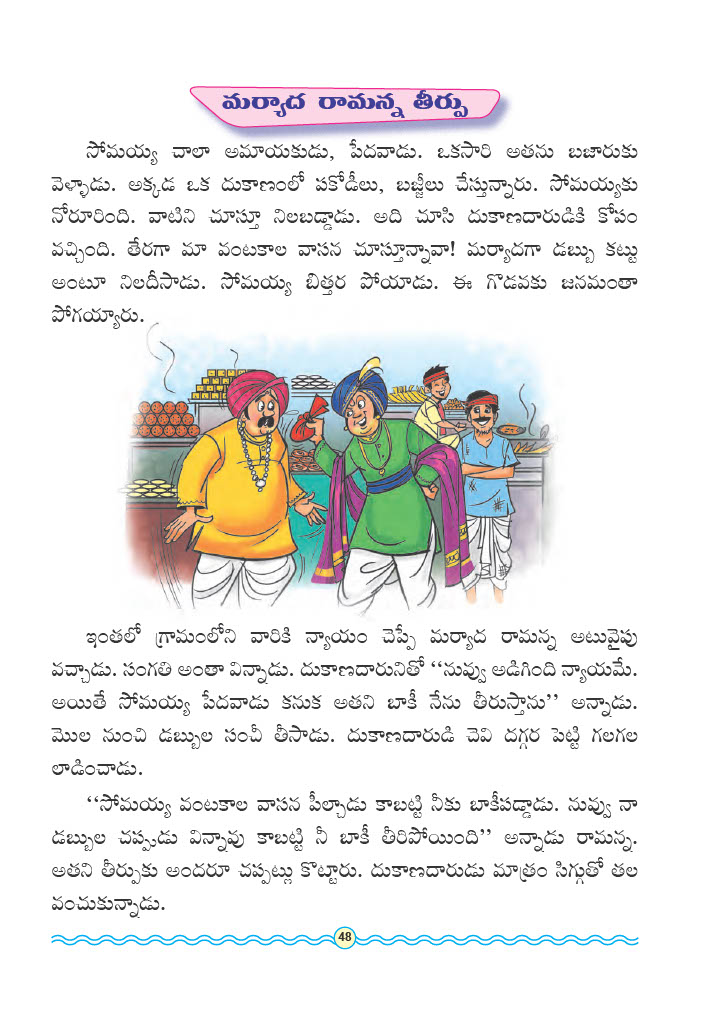 మర్యాద రామన్న తీర్పు
సోమయ్య చాలా అమాయకుడు, పేదవాడు. ఒకసారి అతను బజారుకు
వెళ్ళాడు. అక్కడ ఒక దుకాణంలో పకోడీలు, బజ్జీలు చేస్తున్నారు. సోమయ్యకు
నోరూరింది. వాటిని చూస్తూ నిలబడ్డాడు. అది చూసి దుకాణదారుడికి కోపం
వచ్చింది. తేరగా మా వంటకాల వాసన చూస్తూన్నావా! మర్యాదగా డబ్బు కట్టు
అంటూ నిలదీసాడు. సోమయ్య బిత్తర పోయాడు. ఈ గొడవకు జనమంతా
పోగయ్యారు.
ఇంతలో గ్రామంలోని వారికి న్యాయం చెప్పే మర్యాద రామన్న అటువైపు
వచ్చాడు. సంగతి అంతా విన్నాడు. దుకాణదారునితో ‘‘నువ్వు అడిగింది న్యాయమే.
అయితే సోమయ్య పేదవాడు కనుక అతని బాకీ నేను తీరుస్తాను’’ అన్నాడు.
మొల నుంచి డబ్బుల సంచీ తీసాడు. దుకాణదారుడి చెవి దగ్గర పెట్టి గలగల
లాడించాడు.
‘‘సోమయ్య వంటకాల వాసన పీల్చాడు కాబట్టి నీకు బాకీపడ్డాడు. నువ్వు నా
డబ్బుల చప్పుడు విన్నావు కాబట్టి నీ బాకీ తీరిపోయింది’’ అన్నాడు రామన్న.
అతని తీర్పుకు అందరూ చప్పట్లు కొట్టారు. దుకాణదారుడు మాత్రం సిగ్గుతో తల
వంచుకున్నాడు.
48